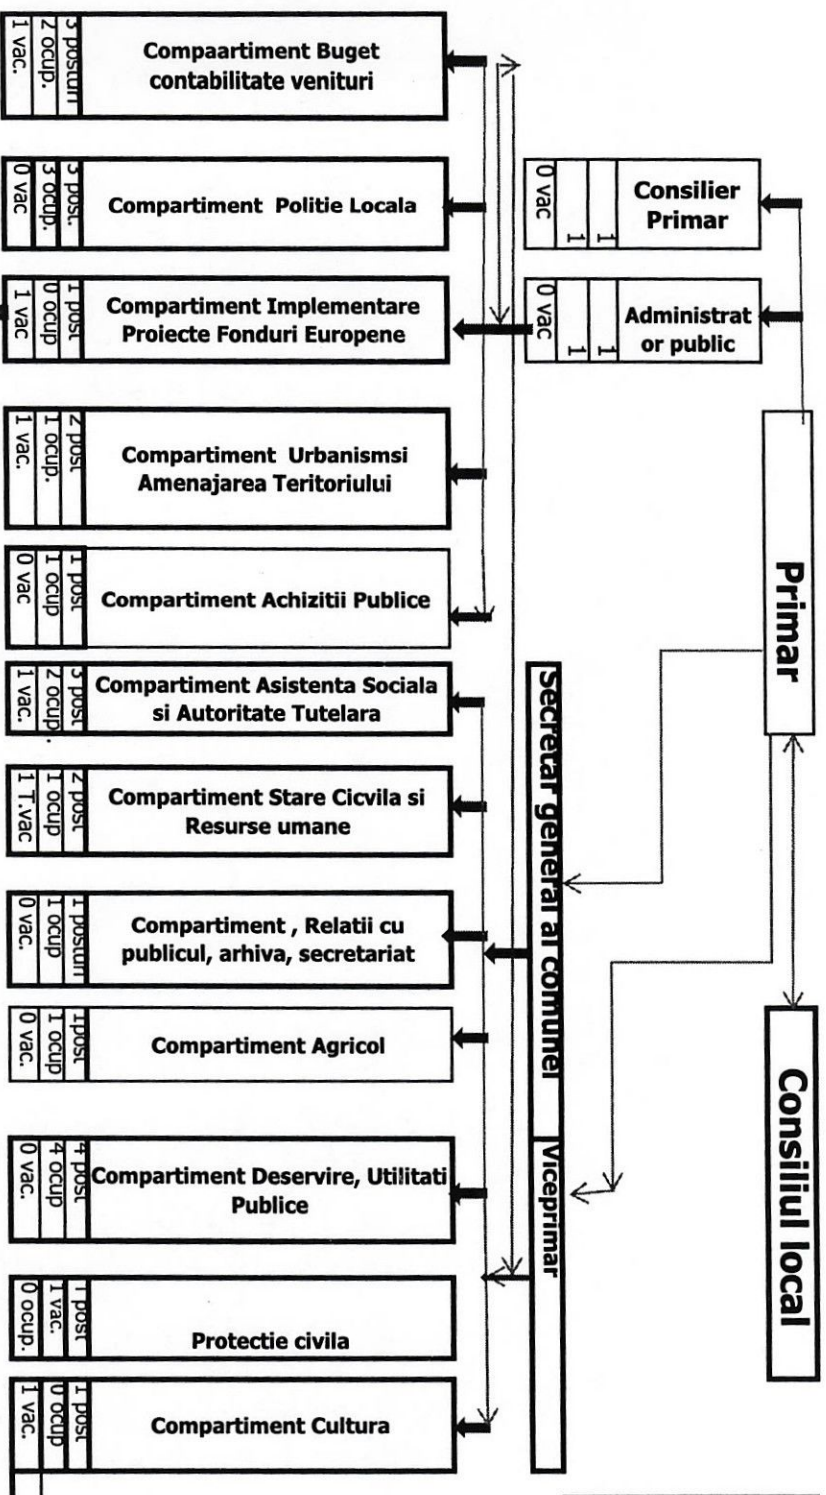 Compaartiment Buget
contabilitate venituri
3 posturi
2 ocup.
1 vac.
Compartiment Politie Locala
3 post.
3 ocup.
0 vac
Compartiment Implementare
Proiecte Fonduri Europene
1 post
0 ocup
1 vac
Compartiment Urbanismsi
Amenajarea Teritoriului
2 post
1 ocup.
1 vac.
Compartiment Achizitii Publice
1 post
1 ocup
0 vac
Compartiment Asistenta Sociala
si Autoritate Tutelara
3 post
2 ocup.
1 vac.
Compartiment Stare Cicvila si
Resurse umane
2 post
1 ocup
1 T.vac
Compartiment , Relatii cu
publicul, arhiva, secretariat
1 posturi
1 ocup
0 vac.
Compartiment Agricol
1post
1 ocup
0 vac.
Compartiment Deservire, Utilitati
Publice
4 post
4 ocup
0 vac.
Protectie civila
1 post
1 vac.
0 ocup.
Compartiment Cultura
1 post
0 ocup
1 vac.
Consilier
Primar
1
1
0 vac
Administrat
or public
1
1
0 vac
Primar
Secretar general al comunei
Viceprimar
Consiliul local